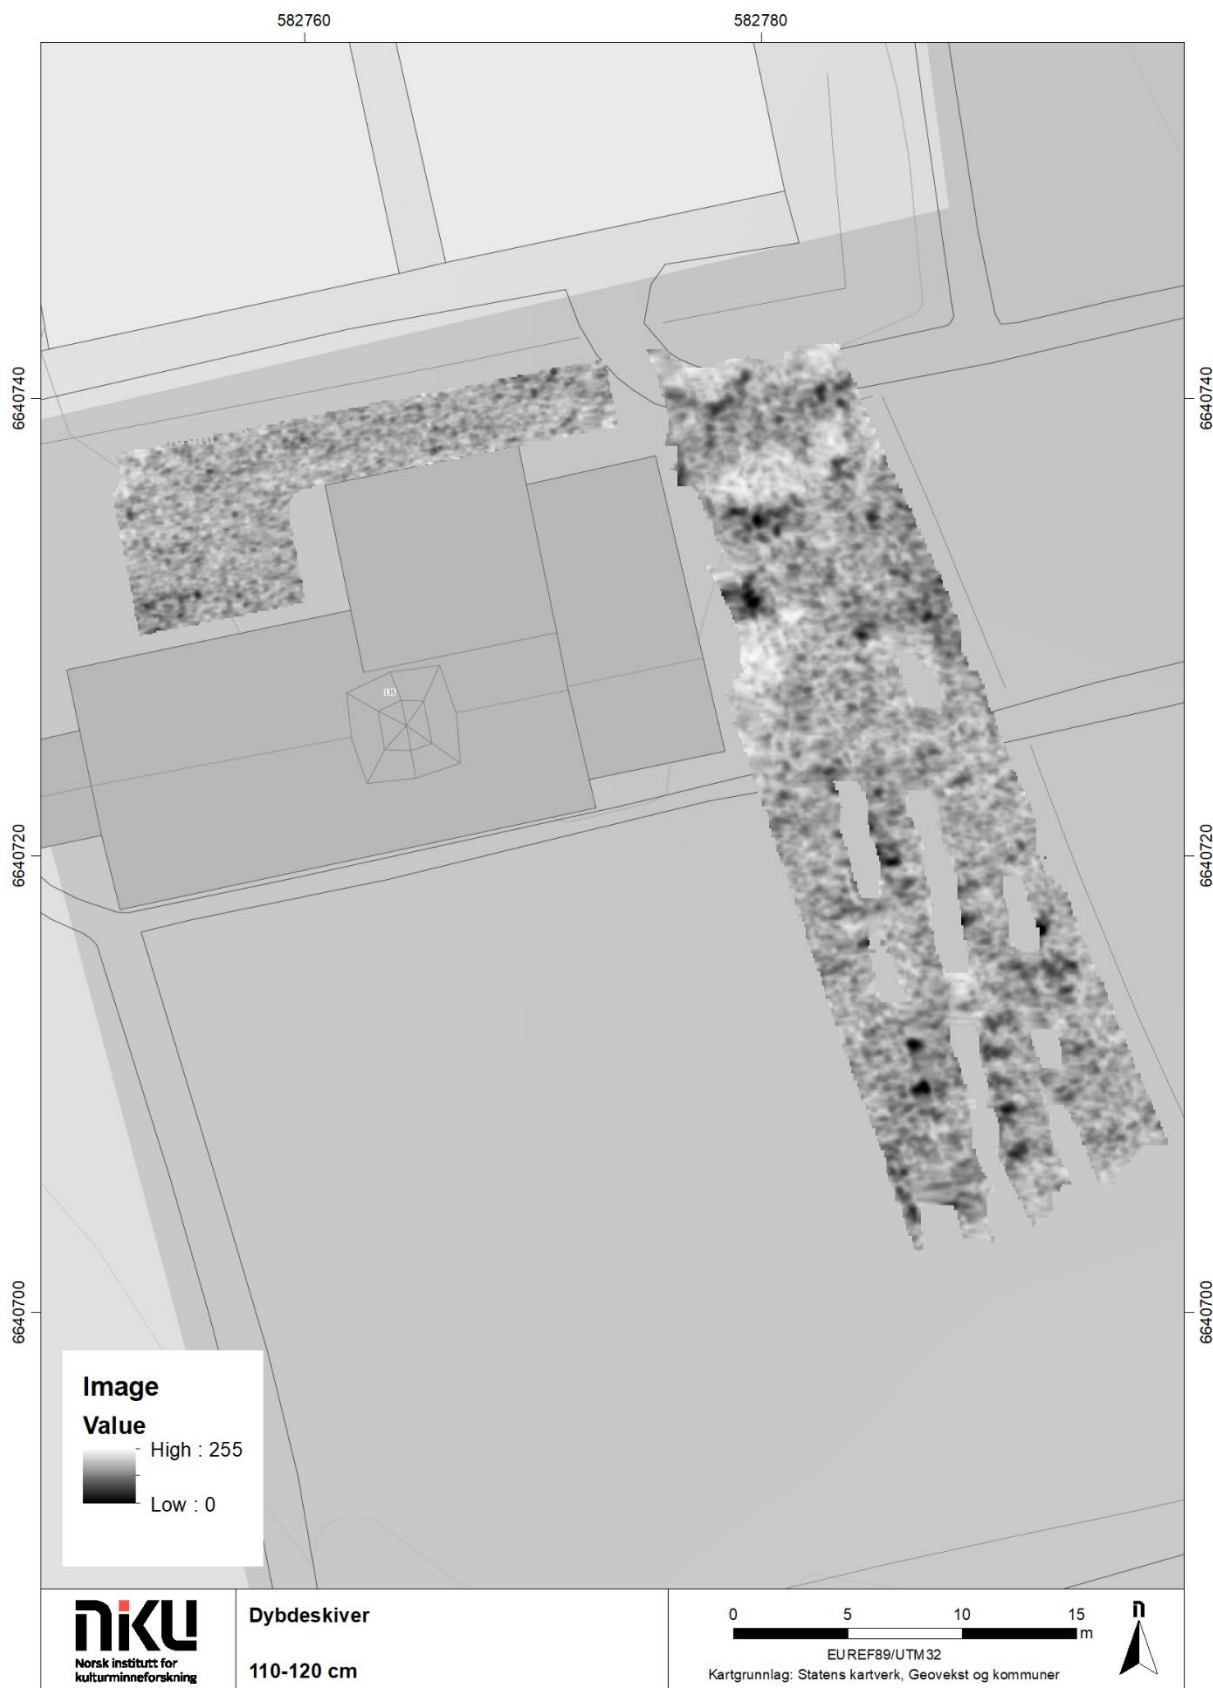 582760
582780
6640740
6640740
135
6640720
6640720
6640700
6640700
Image
Value
High : 255
Low : 0
niku
Norsk institutt for
kulturminneforskning
Dybdeskiver
110-120 cm
0 5 10 15
m
EUREF89/UTM32
Kartgrunnlag: Statens kartverk, Geovekst og kommuner
n